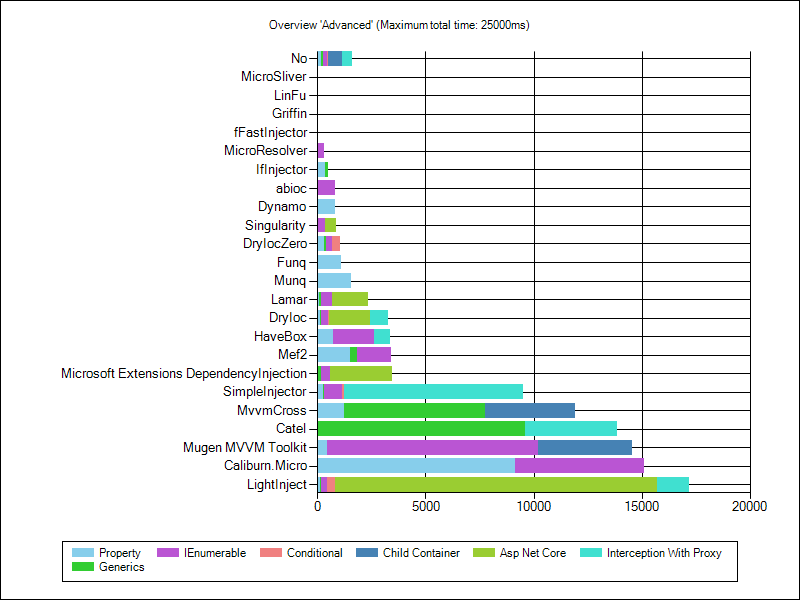 Overview 'Advanced' (Maximum total time: 25000ms)
No
MicroSliver
LinFu
Griffin
fFastInjector
MicroResolver
IfInjector
abioc
Dynamo
Singularity
DryIocZero
Funq
Munq
Lamar
DryIoc
HaveBox
Mef2
Microsoft Extensions DependencyInjection
SimpleInjector
MvvmCross
Catel
Mugen MVVM Toolkit
Caliburn.Micro
LightInject
0 5000 10000 15000 20000
Property IEnumerable Conditional Child Container Asp Net Core Interception With Proxy
Generics